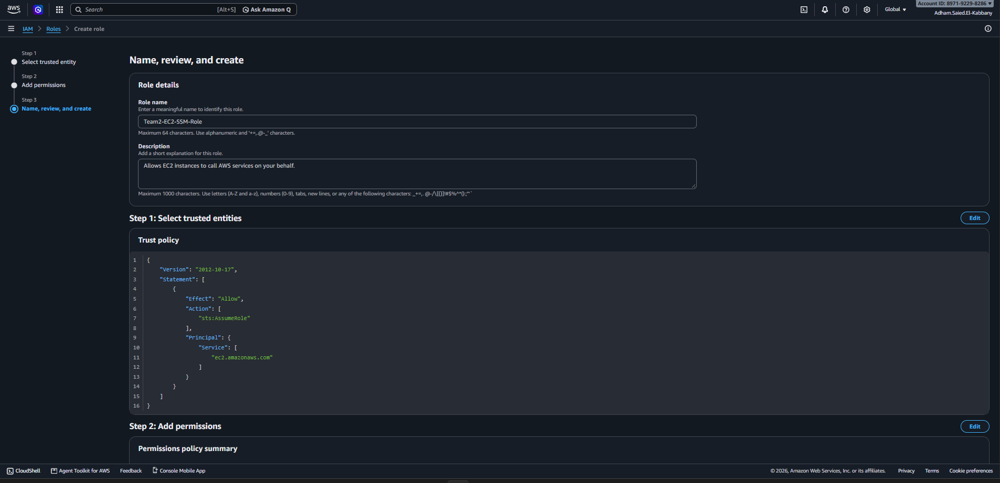 aws
Search [Alt+S] Ask Amazon Q
Global
Account ID: 8971-9229-8286
Adham.Saied.El-Kabbany
IAM > Roles > Create role
Step 1
Select trusted entity
Step 2
Add permissions
Step 3
Name, review, and create
Name, review, and create
Role details
Role name
Enter a meaningful name to identify this role.
Team2-EC2-SSM-Role
Maximum 64 characters. Use alphanumeric and '+=,.@-_' characters.
Description
Add a short explanation for this role.
Allows EC2 instances to call AWS services on your behalf.
Maximum 1000 characters. Use letters (A-Z and a-z), numbers (0-9), tabs, new lines, or any of the following characters: _+=,. @-/\[{}]!#$%^*();:'"`
Step 1: Select trusted entities
Edit
Trust policy
1 {
2 "Version": "2012-10-17",
3 "Statement": [
4 {
5 "Effect": "Allow",
6 "Action": [
7 "sts:AssumeRole"
8 ],
9 "Principal": {
10 "Service": [
11 "ec2.amazonaws.com"
12 ]
13 }
14 }
15 ]
16 }
Step 2: Add permissions
Edit
Permissions policy summary
CloudShell Agent Toolkit for AWS Feedback Console Mobile App
© 2026, Amazon Web Services, Inc. or its affiliates. Privacy Terms Cookie preferences